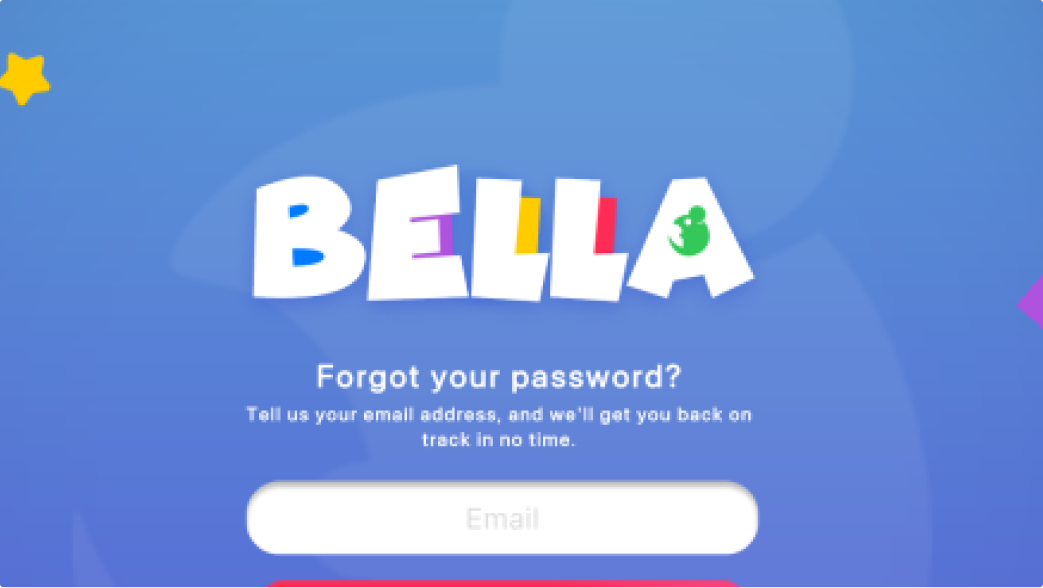 BELLA
Forgot your password?
Tell us your email address, and we'll get you back on
track in no time.
Email